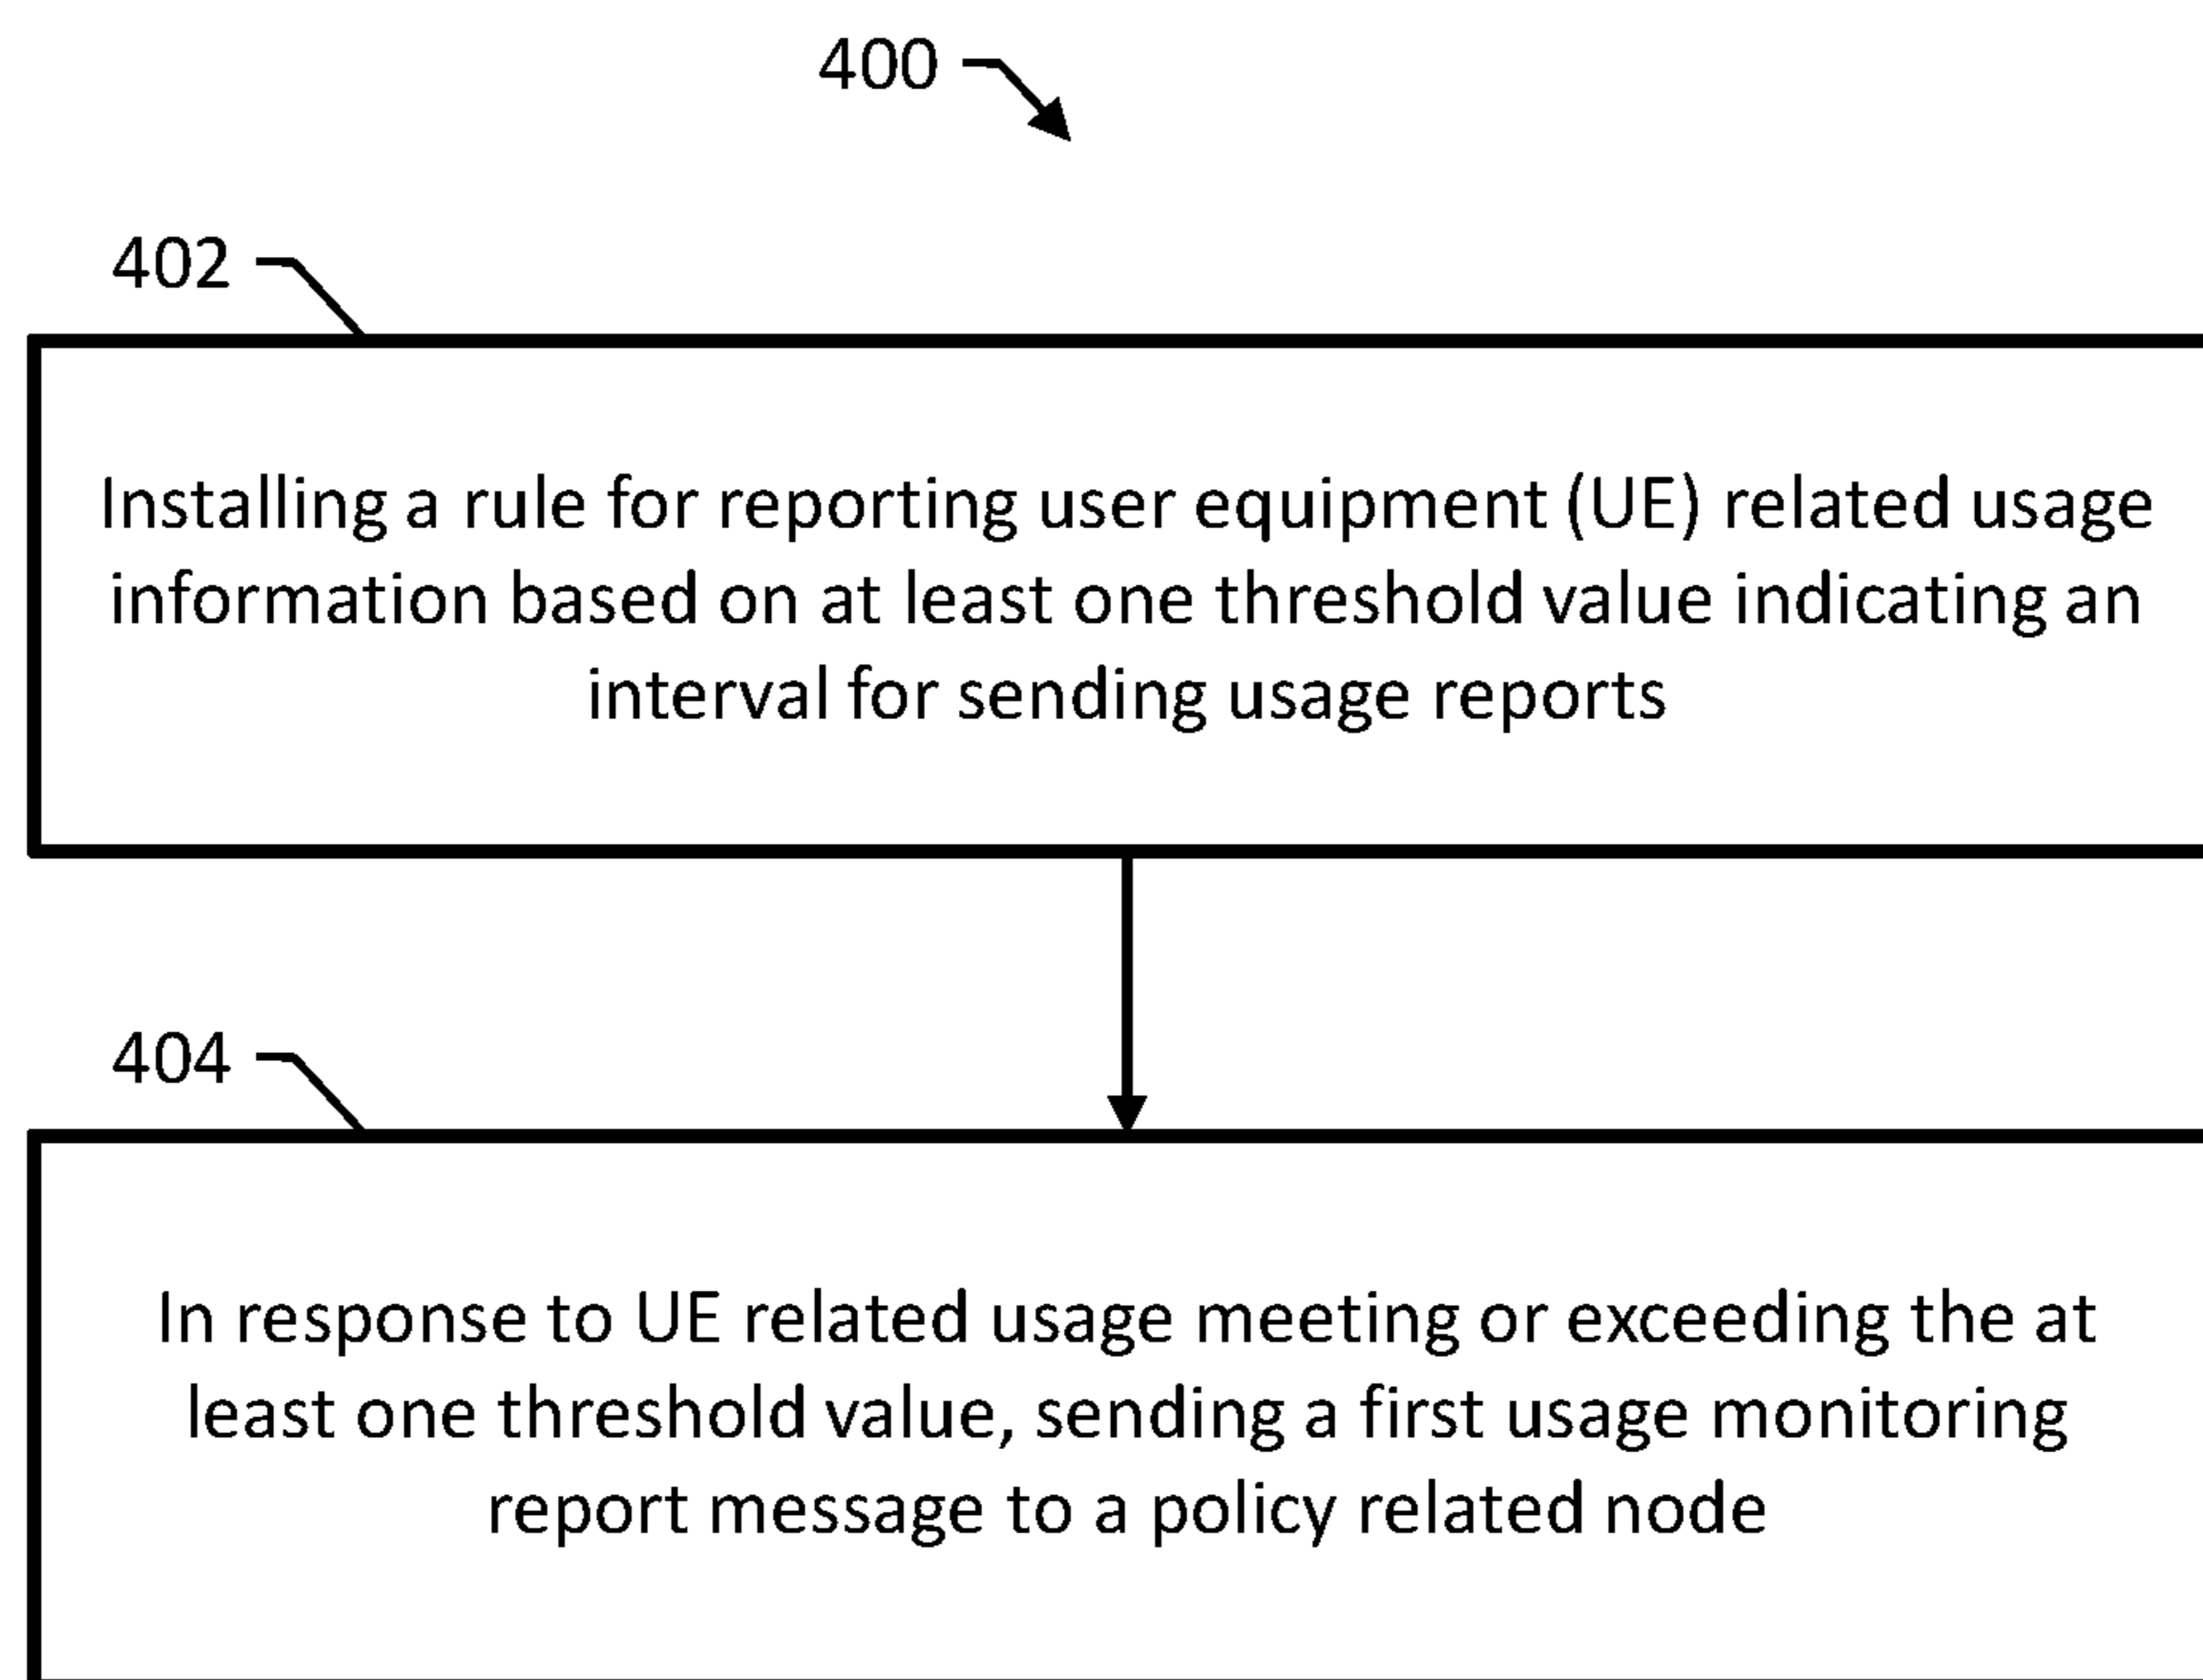 400
402
Installing a rule for reporting user equipment (UE) related usage
information based on at least one threshold value indicating an
interval for sending usage reports
404
In response to UE related usage meeting or exceeding the at
least one threshold value, sending a first usage monitoring
report message to a policy related node